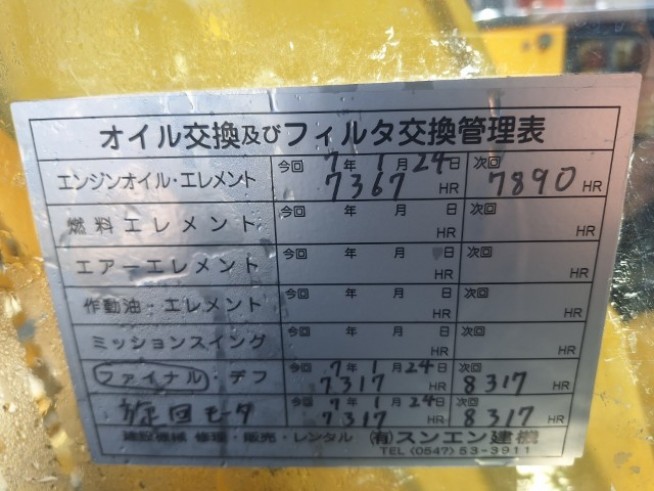 オイル交換及びフィルタ交換管理表
エンジンオイル・エレメント 今回 7年 1月 24日 7367 HR 次回 7890 HR
燃料エレメント 今回 年 月 日 HR 次回 HR
エアーエレメント 今回 年 月 日 HR 次回 HR
作動油・エレメント 今回 年 月 日 HR 次回 HR
ミッションスイング 今回 年 月 日 HR 次回 HR
ファイナル・デフ 今回 7年 1月 24日 7317 HR 次回 8317 HR
旋回モータ 今回 7年 1月 24日 7317 HR 次回 8317 HR
建設機械 修理・販売・レンタル (有)スンエン建機
TEL(0547)53-3911